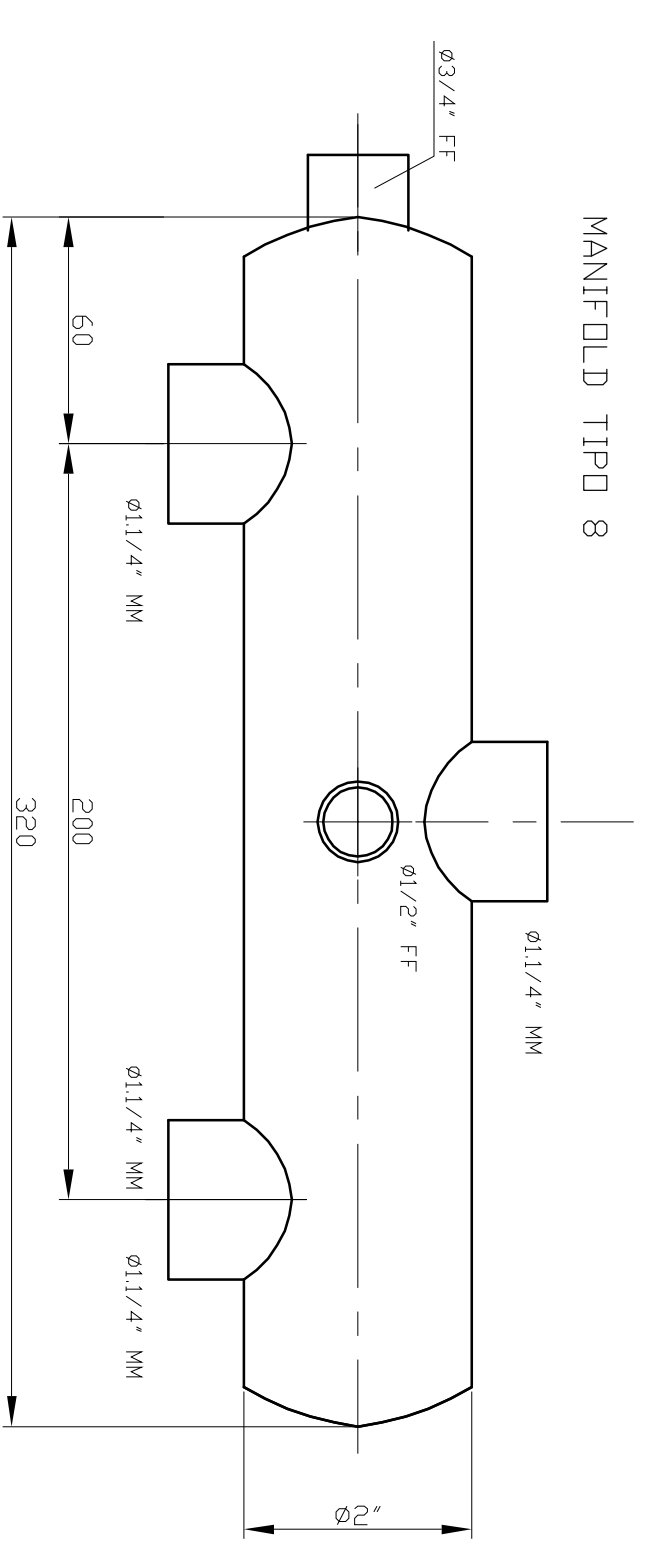 MANIFOLD TIPO 8
Ø3/4" FF
Ø1.1/4" MM
Ø1/2" FF
Ø1.1/4" MM
Ø1.1/4" MM
Ø1.1/4" MM
60
200
320
Ø2"